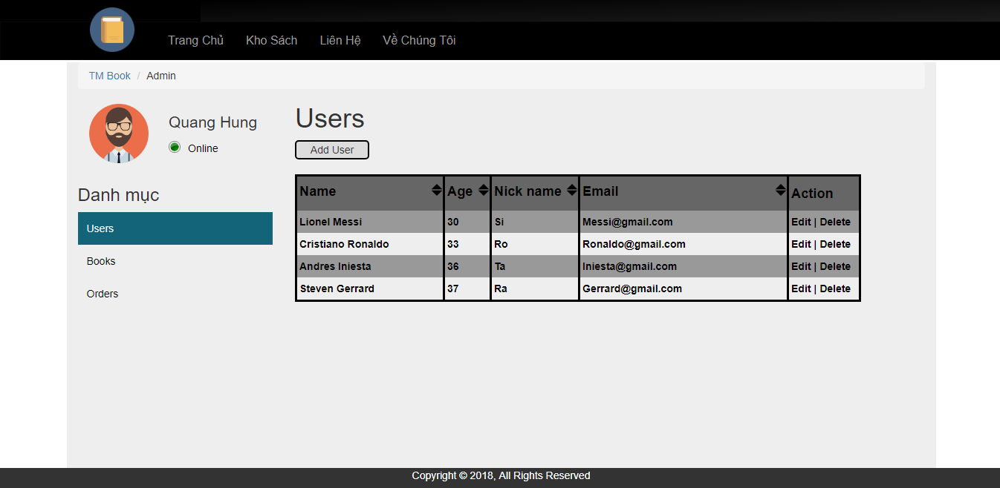 Trang Chủ Kho Sách Liên Hệ Về Chúng Tôi
TM Book / Admin
Quang Hung
Online
Danh mục
Users
Books
Orders
Users
Add User
Name Age Nick name Email Action
Lionel Messi 30 Si Messi@gmail.com Edit | Delete
Cristiano Ronaldo 33 Ro Ronaldo@gmail.com Edit | Delete
Andres Iniesta 36 Ta Iniesta@gmail.com Edit | Delete
Steven Gerrard 37 Ra Gerrard@gmail.com Edit | Delete
Copyright © 2018, All Rights Reserved